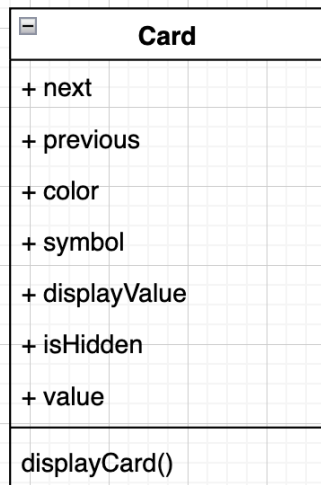 Card
+ next
+ previous
+ color
+ symbol
+ displayValue
+ isHidden
+ value
displayCard()